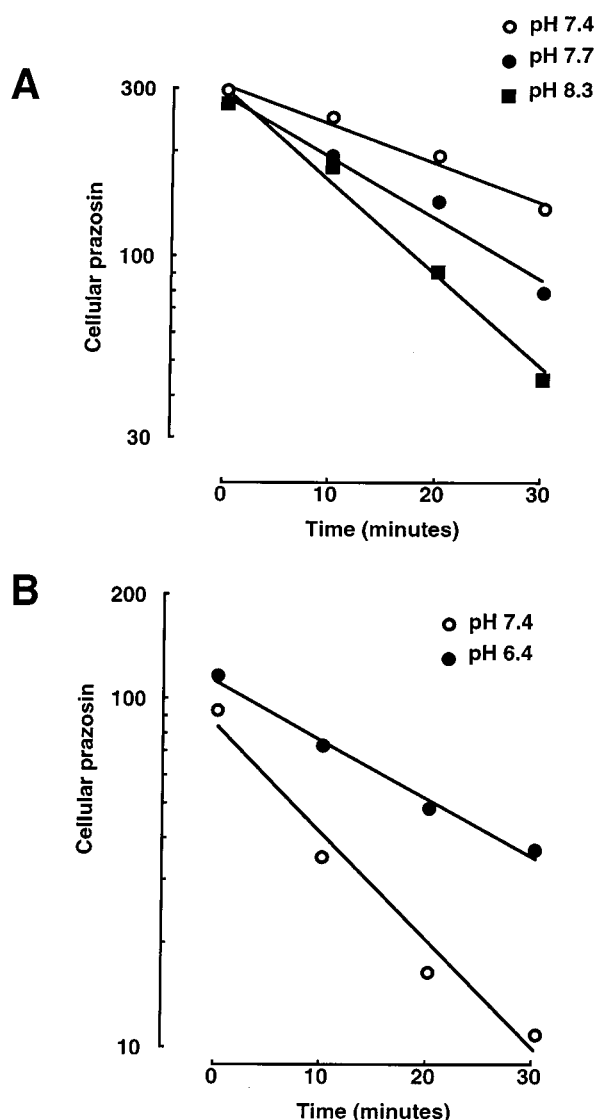 pH 7.4
pH 7.7
pH 8.3
A
300
100
30
Cellular prazosin
0 10 20 30
Time (minutes)
B
pH 7.4
pH 6.4
200
100
10
Cellular prazosin
0 10 20 30
Time (minutes)